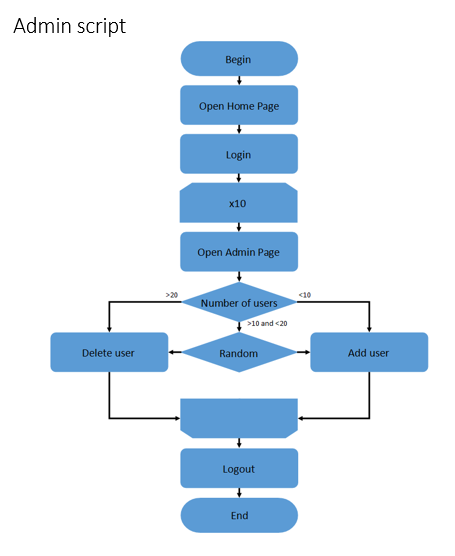 Admin script
Begin
Open Home Page
Login
x10
Open Admin Page
>20
Number of users
<10
>10 and <20
Delete user
Random
Add user
Logout
End